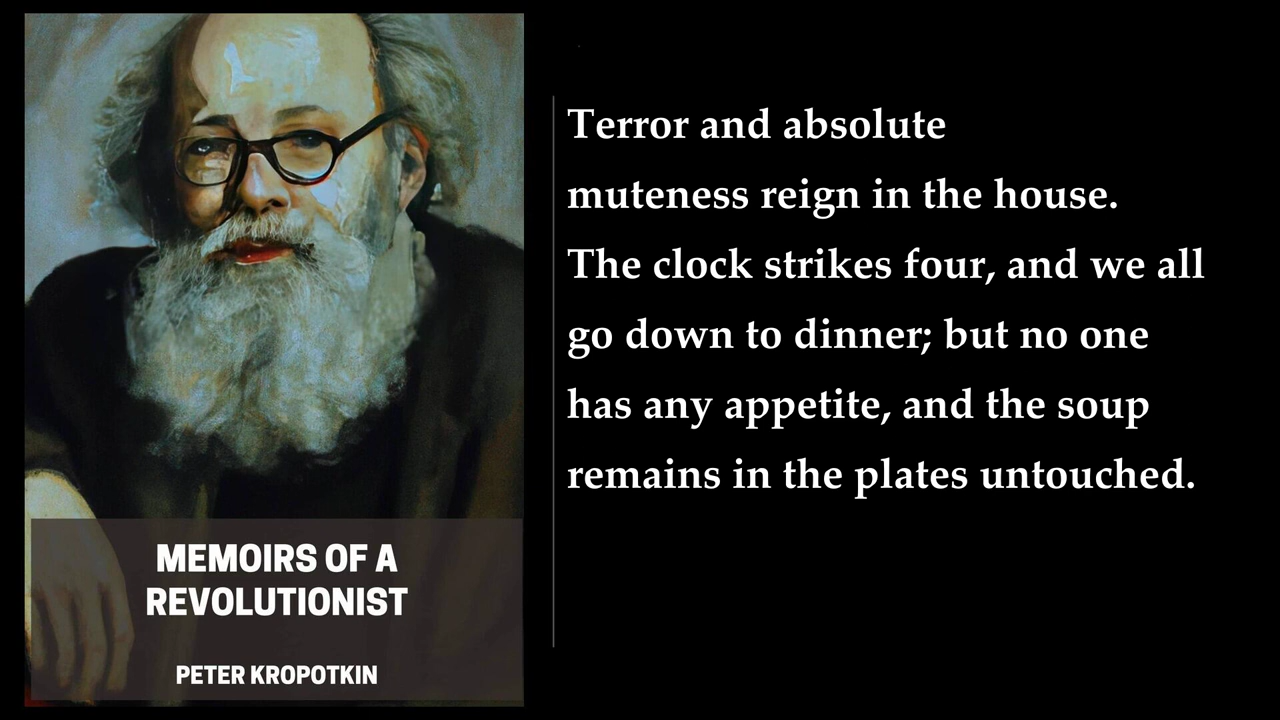 MEMOIRS OF A
REVOLUTIONIST
PETER KROPOTKIN
Terror and absolute
muteness reign in the house.
The clock strikes four, and we all
go down to dinner; but no one
has any appetite, and the soup
remains in the plates untouched.